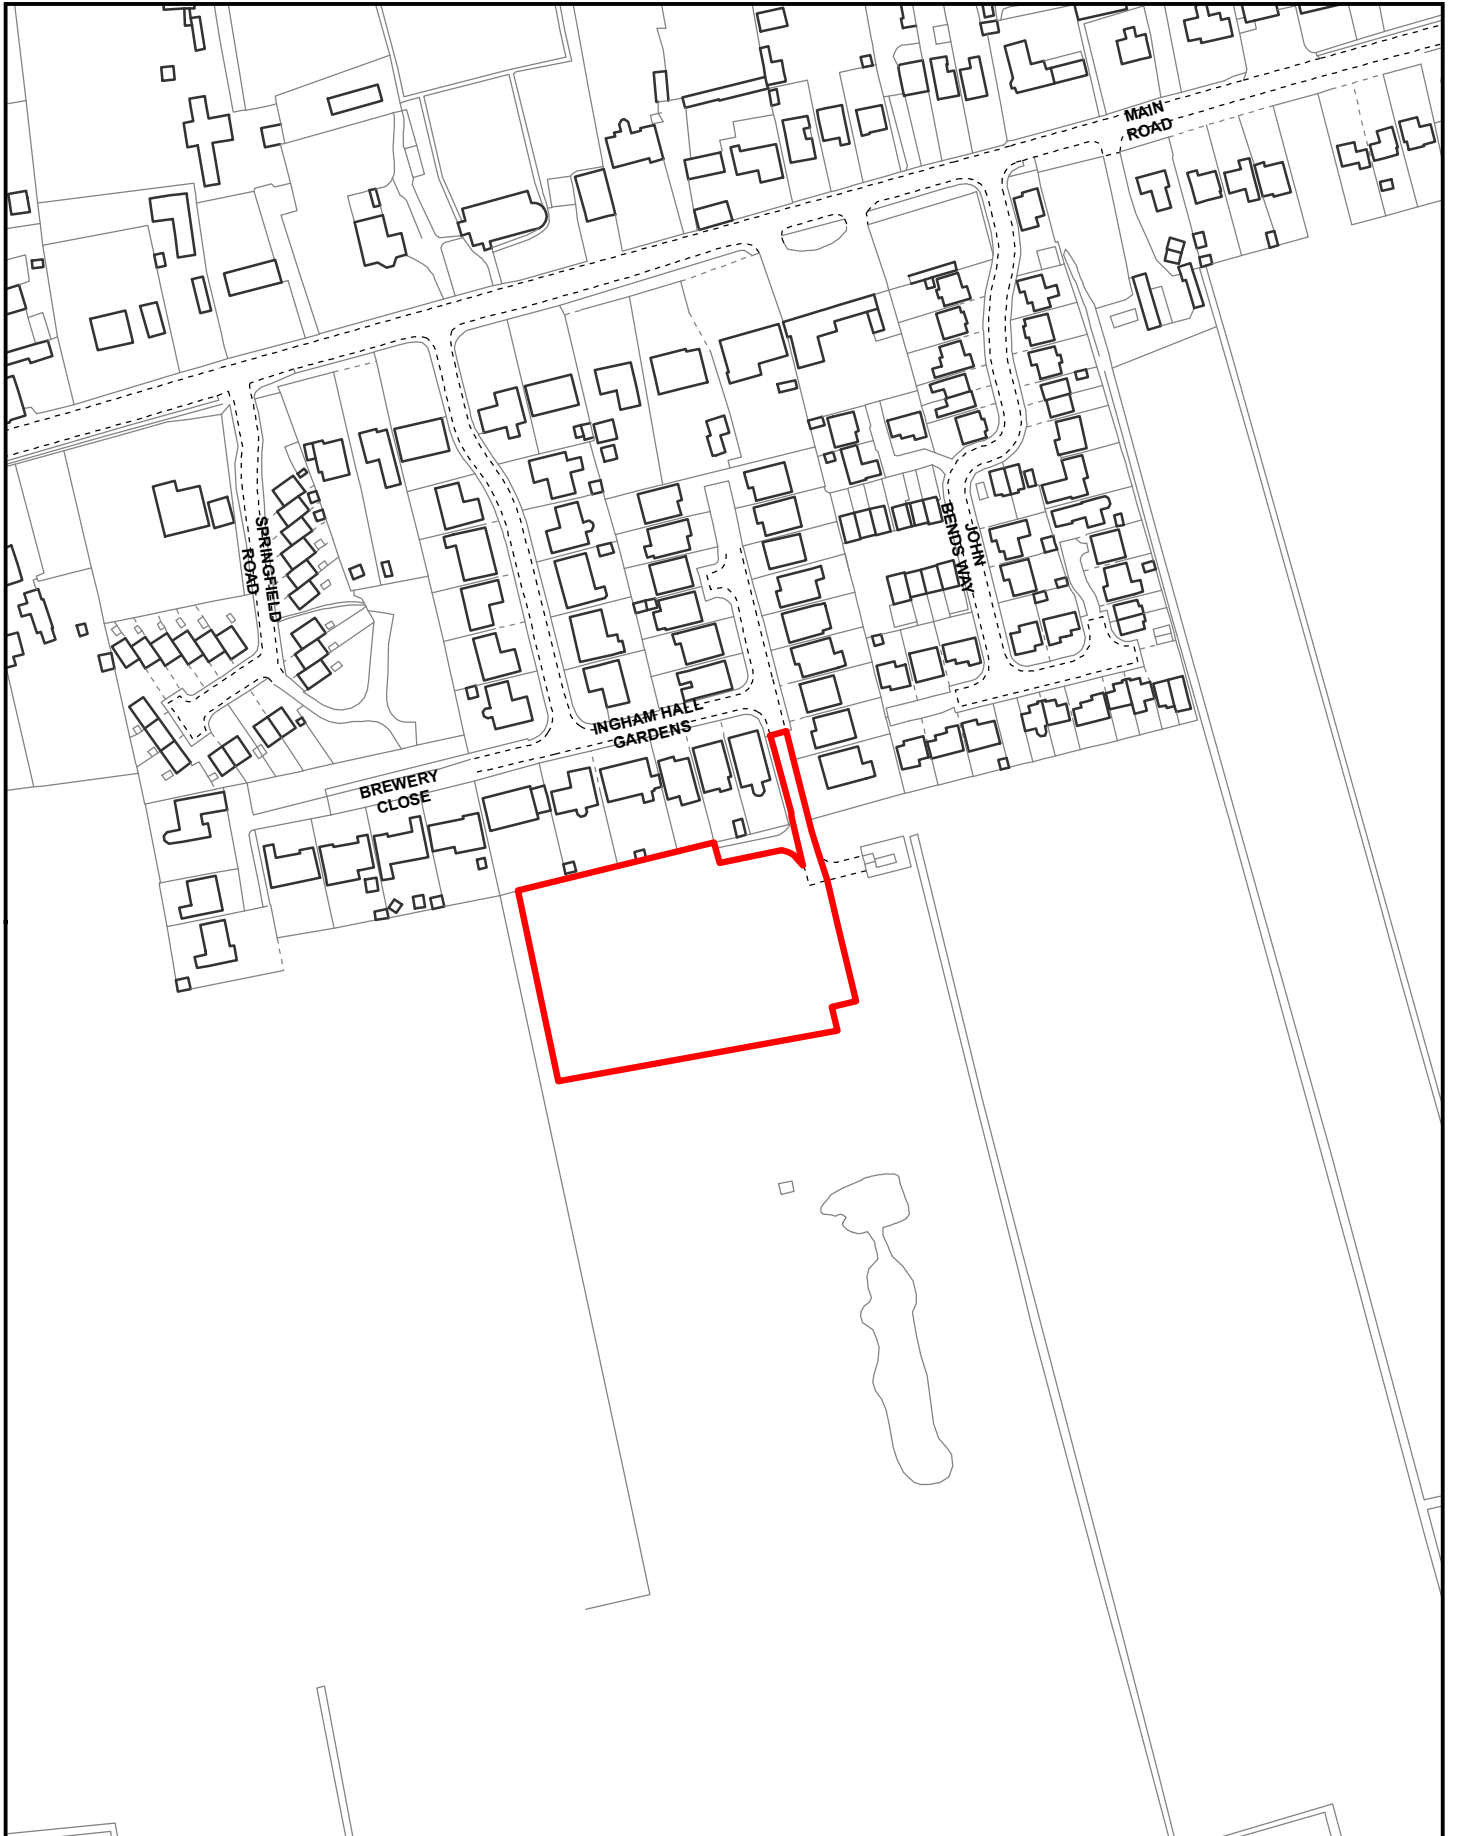 MAIN
ROAD
SPRINGFIELD
ROAD
JOHN
BENDS WAY
INGHAM HALL
GARDENS
BREWERY
CLOSE